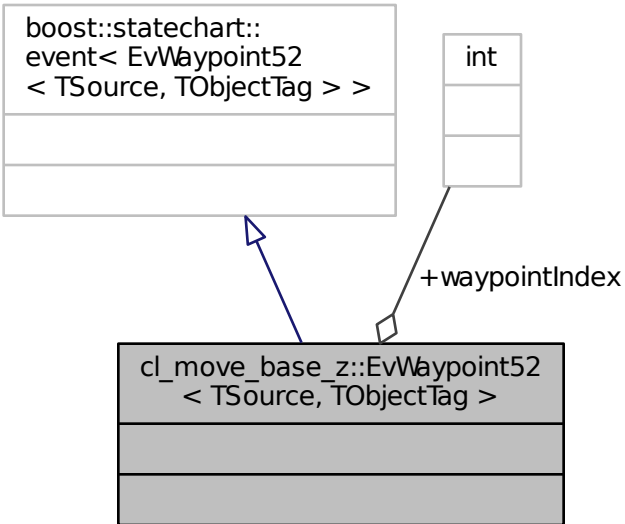 boost::statechart::
event< EvWaypoint52
< TSource, TObjectTag > >
int
+waypointIndex
cl_move_base_z::EvWaypoint52
< TSource, TObjectTag >